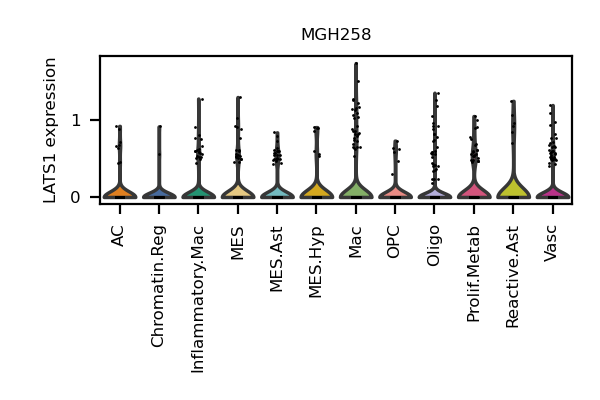 MGH258
LATS1 expression
1
0
AC
Chromatin.Reg
Inflammatory.Mac
MES
MES.Ast
MES.Hyp
Mac
OPC
Oligo
Prolif.Metab
Reactive.Ast
Vasc